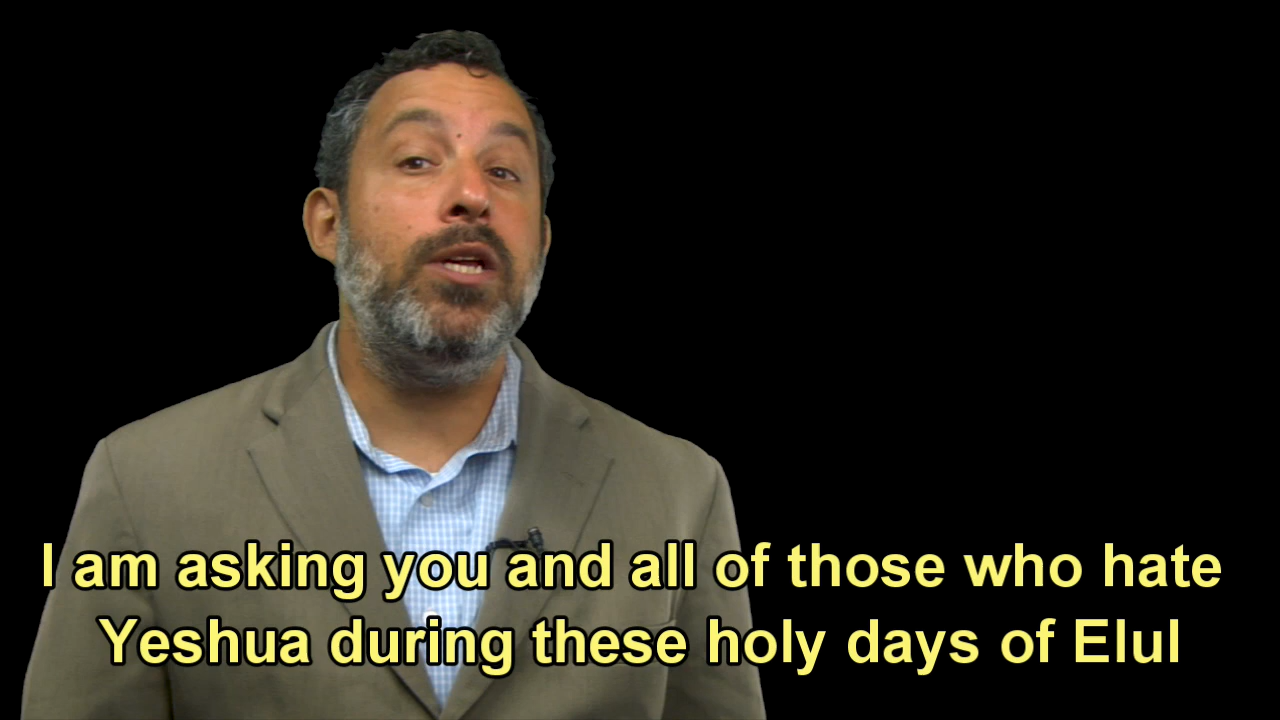 I am asking you and all of those who hate
Yeshua during these holy days of Elul